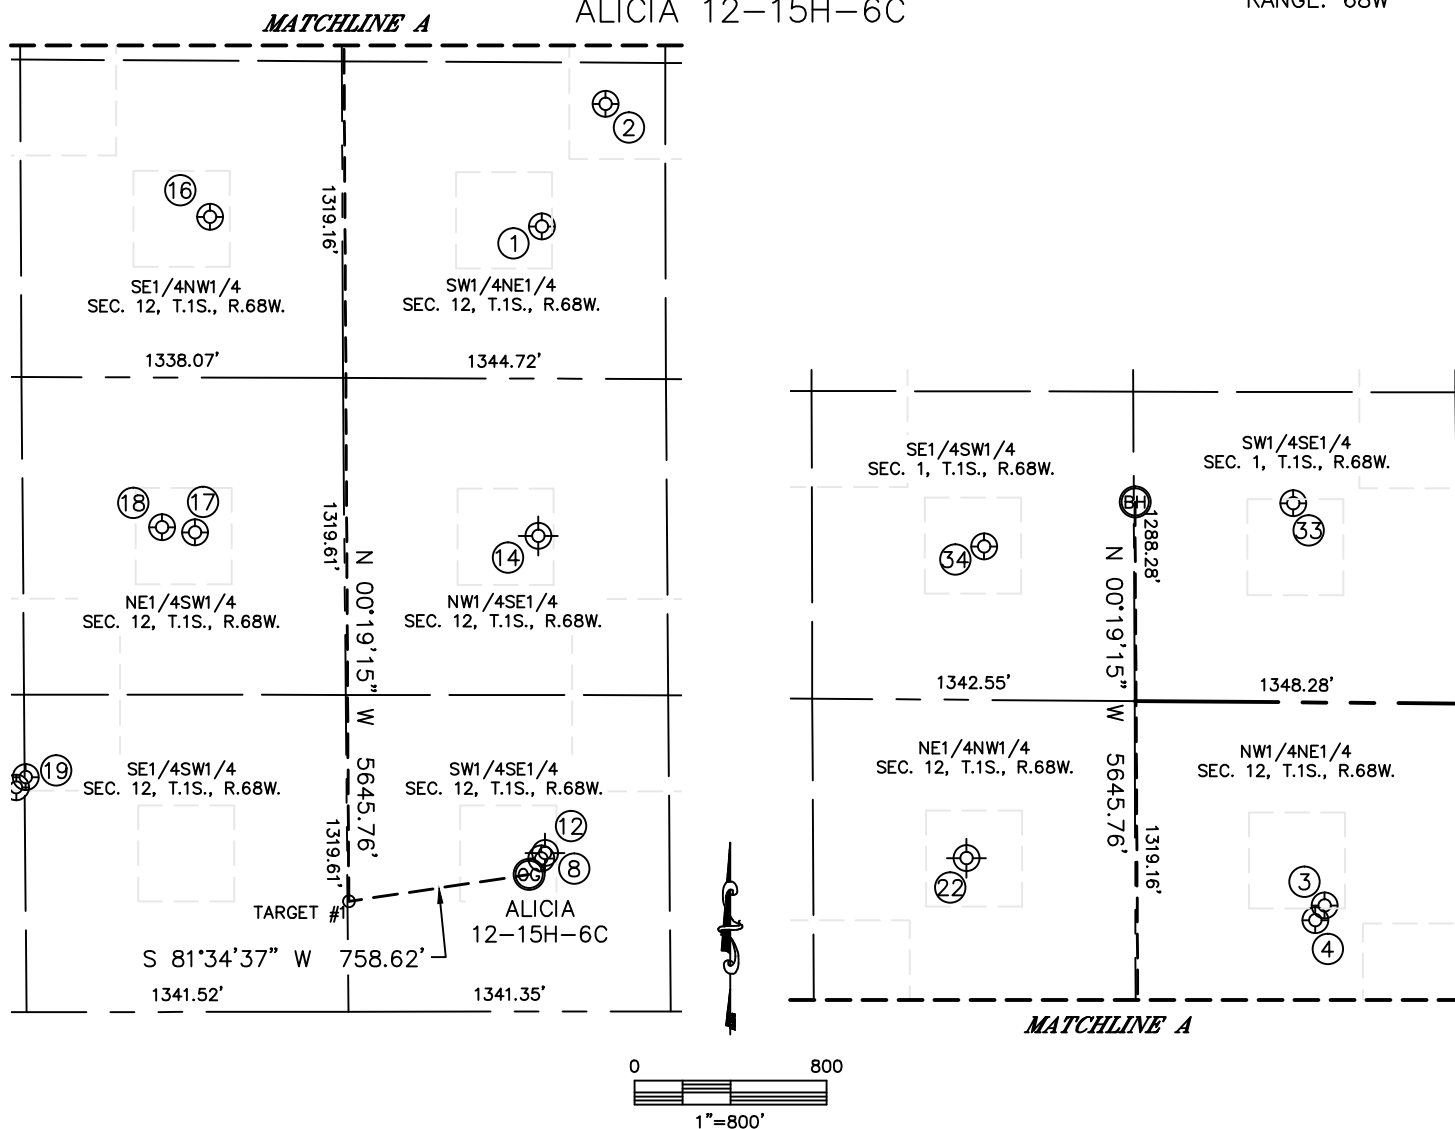 ALICIA 12-15H-6C
RANGE: 68W
MATCHLINE A
2
16
1
1319.16'
SE1/4NW1/4
SEC. 12, T.1S., R.68W.
SW1/4NE1/4
SEC. 12, T.1S., R.68W.
1338.07'
1344.72'
18
17
14
1319.61'
NE1/4SW1/4
SEC. 12, T.1S., R.68W.
NW1/4SE1/4
SEC. 12, T.1S., R.68W.
N 00°19'15" W 5645.76'
19
SE1/4SW1/4
SEC. 12, T.1S., R.68W.
SW1/4SE1/4
SEC. 12, T.1S., R.68W.
12
8
1319.61'
TARGET #1
ALICIA
12-15H-6C
S 81°34'37" W 758.62'
1341.52'
1341.35'
SE1/4SW1/4
SEC. 1, T.1S., R.68W.
SW1/4SE1/4
SEC. 1, T.1S., R.68W.
BH
1288.28'
33
34
N 00°19'15" W 5645.76'
1342.55'
1348.28'
NE1/4NW1/4
SEC. 12, T.1S., R.68W.
NW1/4NE1/4
SEC. 12, T.1S., R.68W.
1319.16'
22
3
4
MATCHLINE A
0 800
1"=800'